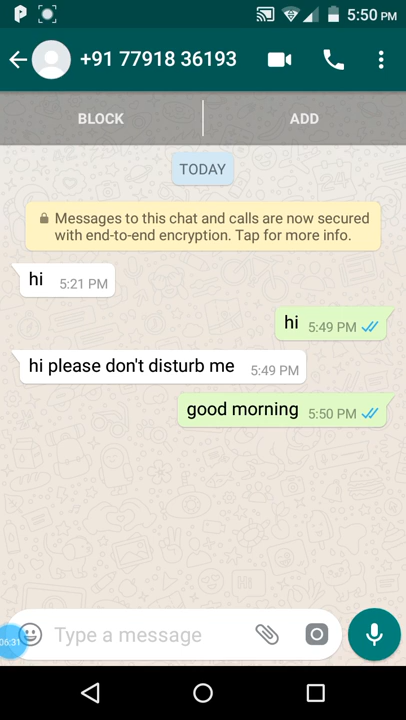 5:50 PM
+91 77918 36193
BLOCK
ADD
TODAY
Messages to this chat and calls are now secured
with end-to-end encryption. Tap for more info.
hi 5:21 PM
hi 5:49 PM
hi please don't disturb me 5:49 PM
good morning 5:50 PM
06:31
Type a message